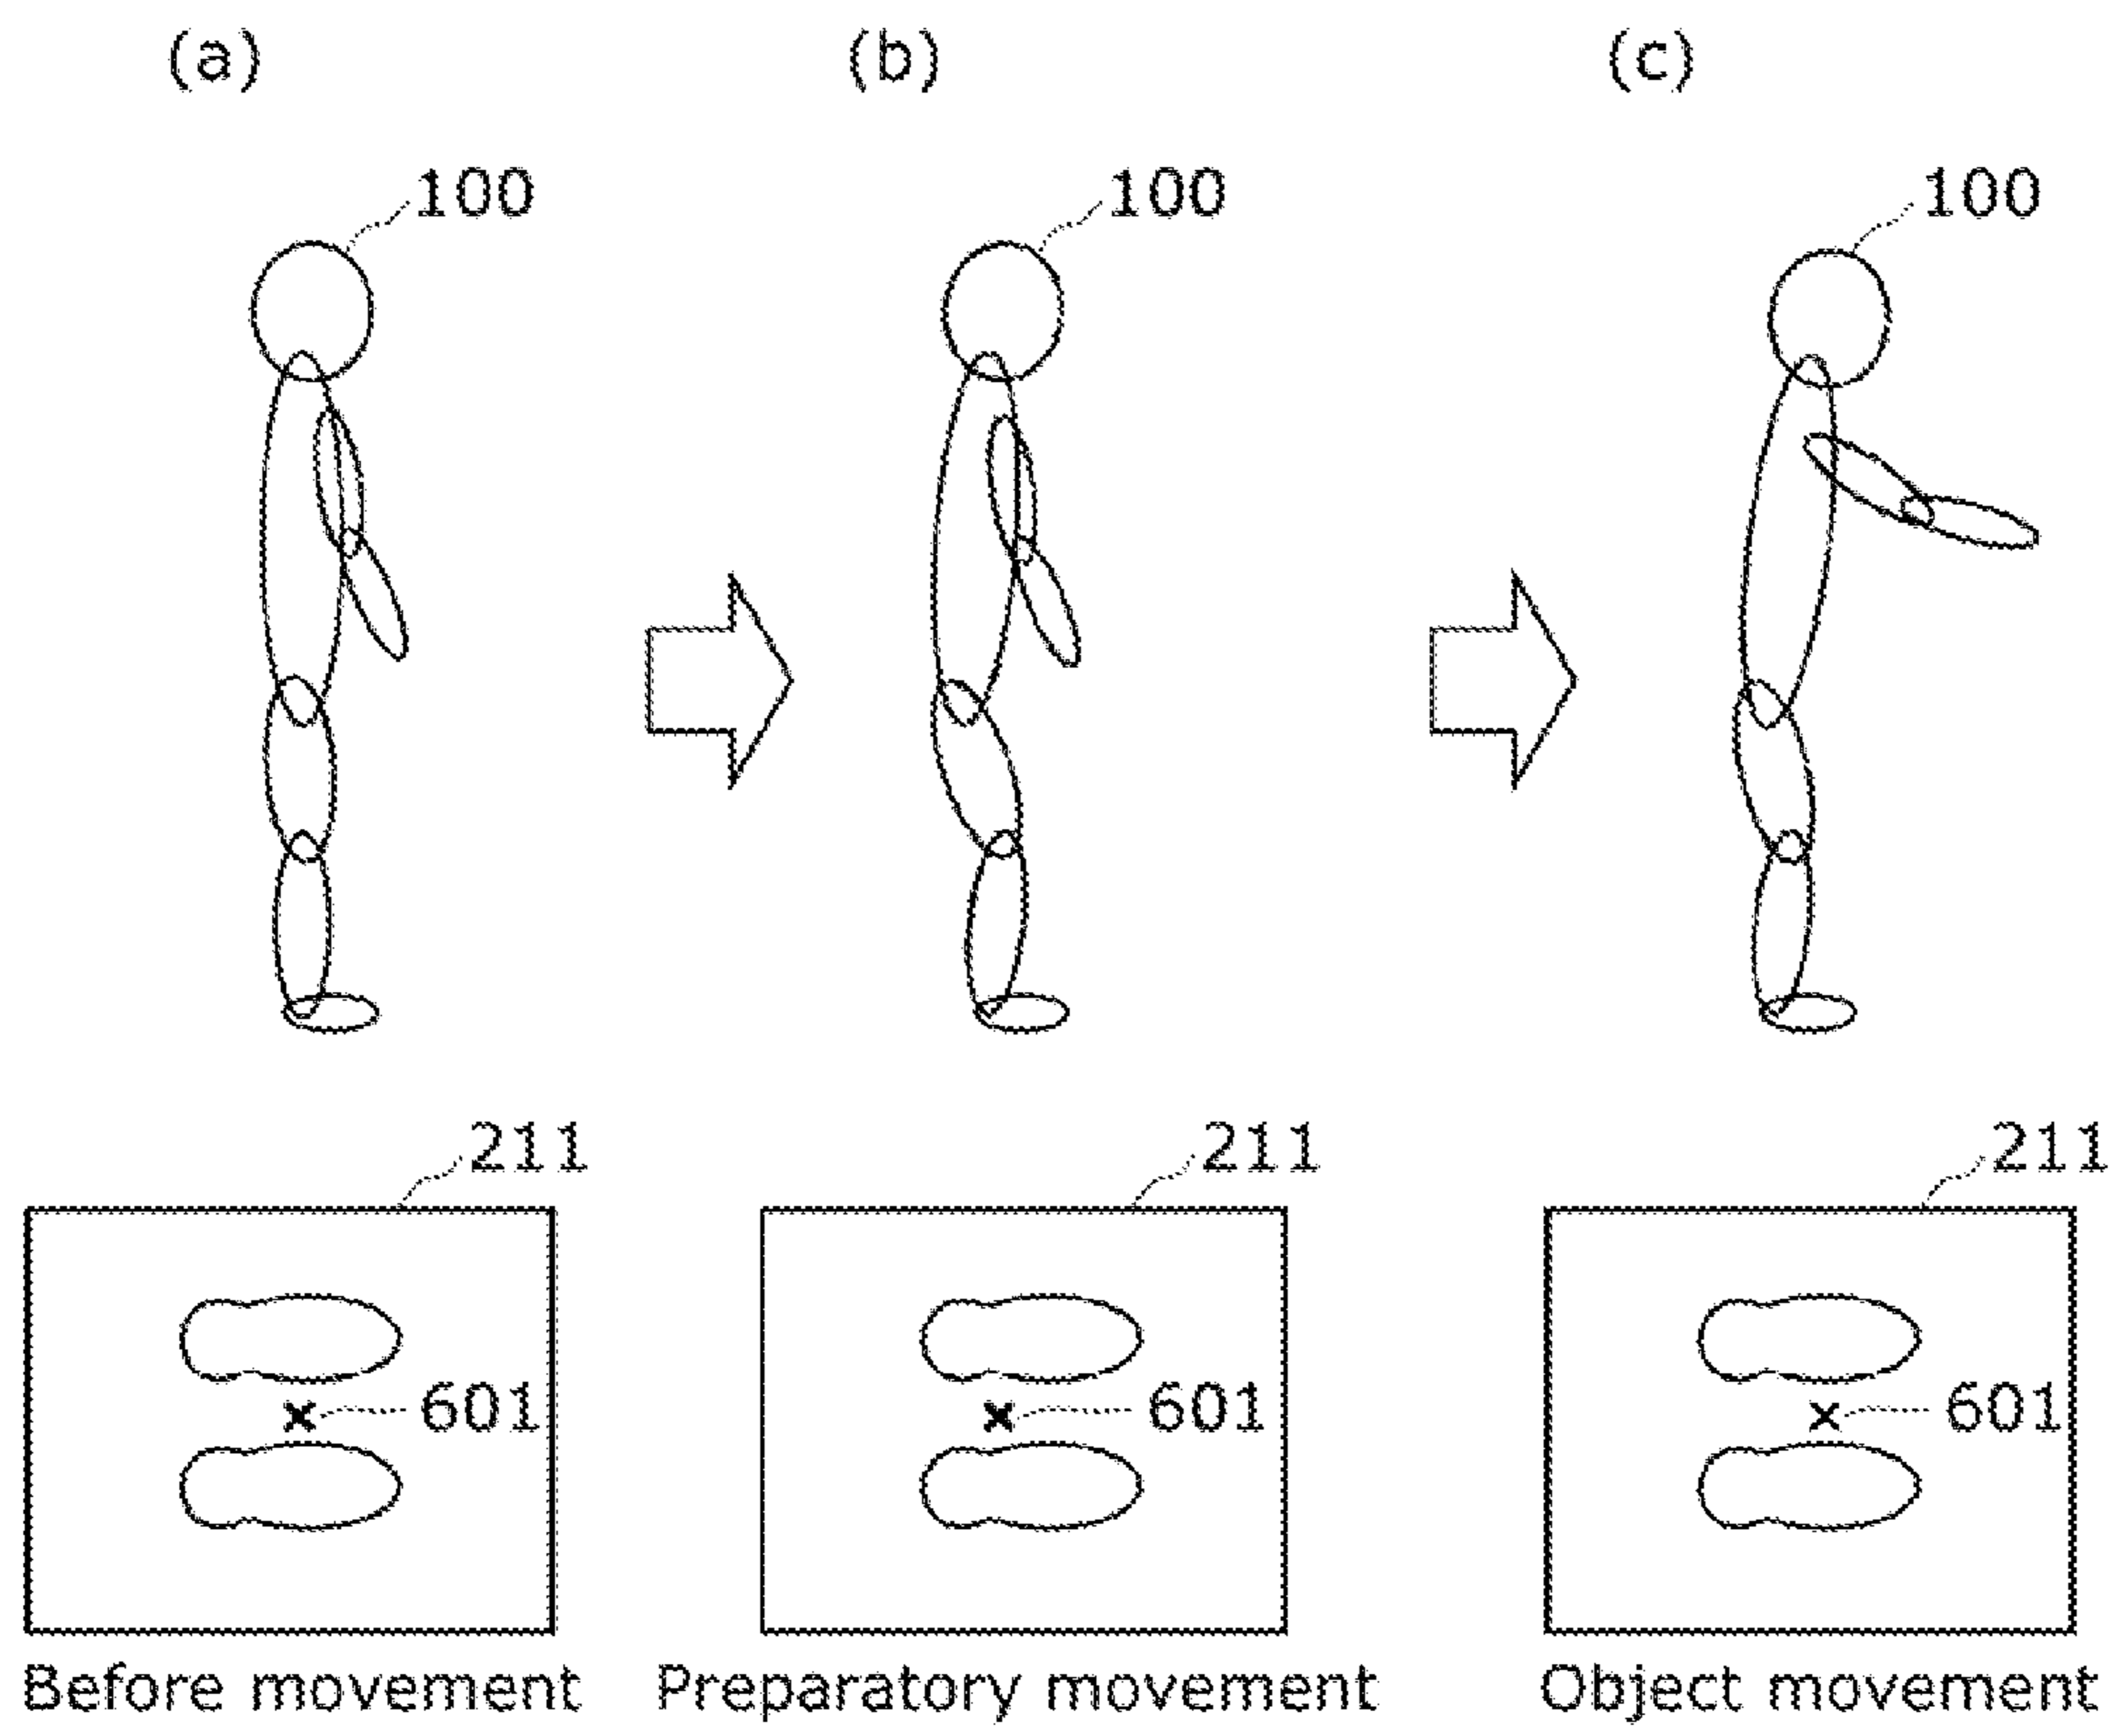 (a) (b) (c)
100 100 100
211 211 211
× 601 × 601 × 601
Before movement Preparatory movement Object movement